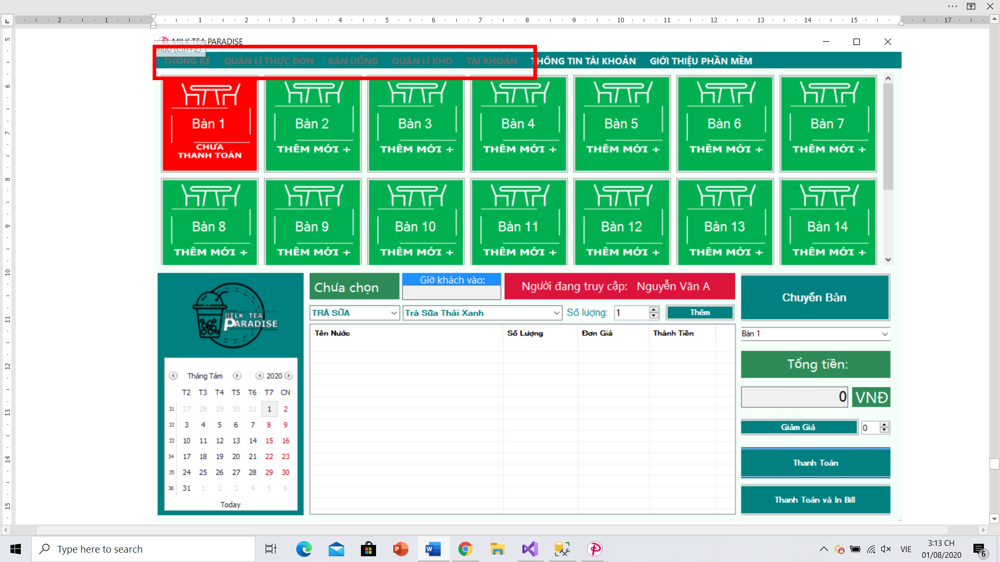 MILK TEA PARADISE
THỐNG KÊ QUẢN LÍ THỰC ĐƠN BÀN UỐNG QUẢN LÍ KHO TÀI KHOẢN THÔNG TIN TÀI KHOẢN GIỚI THIỆU PHẦN MỀM
Bàn 1 Bàn 2 Bàn 3 Bàn 4 Bàn 5 Bàn 6 Bàn 7
CHƯA
THANH TOÁN
THÊM MỚI + THÊM MỚI + THÊM MỚI + THÊM MỚI + THÊM MỚI + THÊM MỚI +
Bàn 8 Bàn 9 Bàn 10 Bàn 11 Bàn 12 Bàn 13 Bàn 14
THÊM MỚI + THÊM MỚI + THÊM MỚI + THÊM MỚI + THÊM MỚI + THÊM MỚI + THÊM MỚI +
MILK TEA
PARADISE
Tháng Tám 2020
T2 T3 T4 T5 T6 T7 CN
31 27 28 29 30 31 1 2
32 3 4 5 6 7 8 9
33 10 11 12 13 14 15 16
34 17 18 19 20 21 22 23
35 24 25 26 27 28 29 30
36 31 1 2 3 4 5 6
Today
Chưa chọn
Giờ khách vào:
Người đang truy cập: Nguyễn Văn A
TRÀ SỮA Trà Sữa Thái Xanh Số lượng: 1 Thêm
Tên Nước Số Lượng Đơn Giá Thành Tiền
Chuyển Bàn
Bàn 1
Tổng tiền:
0 VNĐ
Giảm Giá 0
Thanh Toán
Thanh Toán và In Bill
Type here to search
VIE
3:13 CH
01/08/2020
6